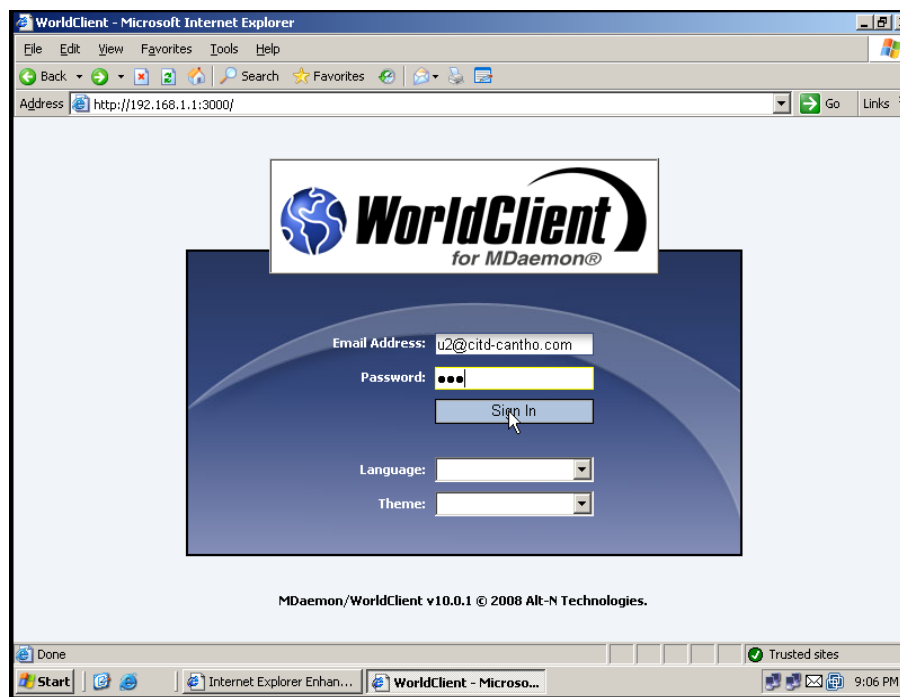 WorldClient - Microsoft Internet Explorer
File Edit View Favorites Tools Help
Back Search Favorites
Address http://192.168.1.1:3000/ Go Links
WorldClient
for MDaemon®
Email Address: u2@citd-cantho.com
Password: ●●●
Sign In
Language:
Theme:
MDaemon/WorldClient v10.0.1 © 2008 Alt-N Technologies.
Done Trusted sites
Start Internet Explorer Enhan... WorldClient - Microso... 9:06 PM